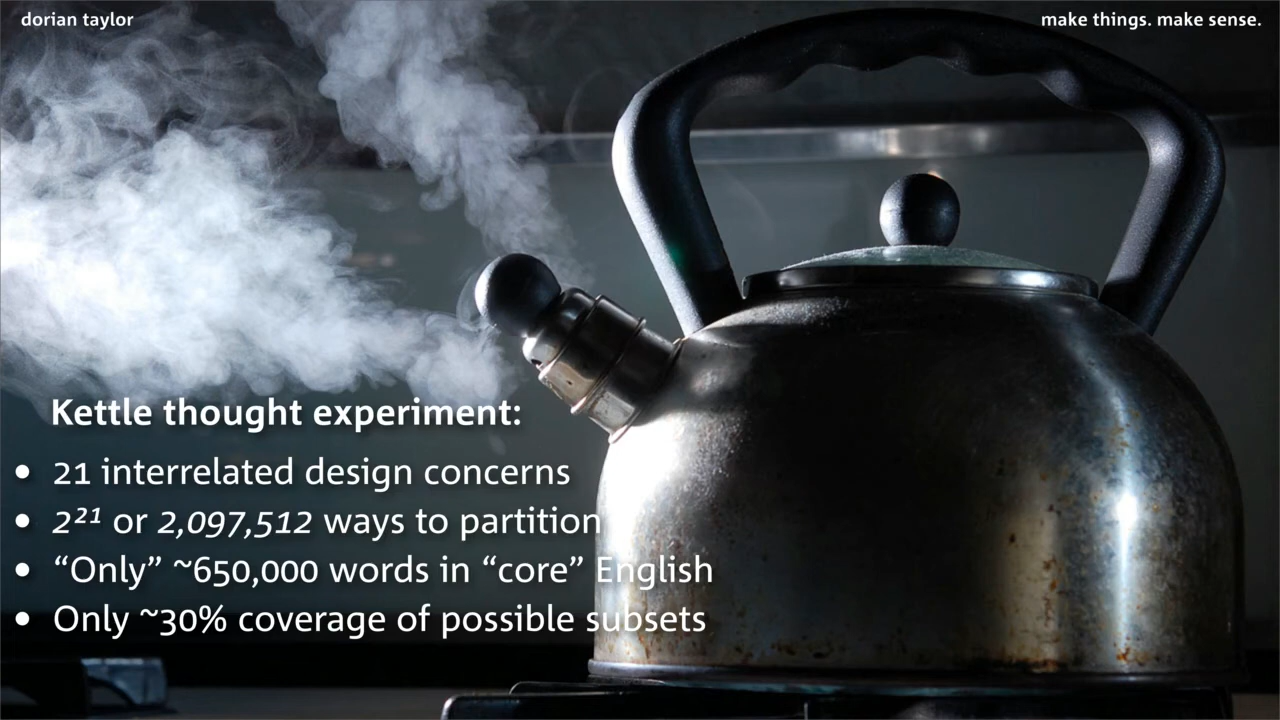 dorian taylor
make things. make sense.
Kettle thought experiment:
• 21 interrelated design concerns
• 2²¹ or 2,097,512 ways to partition
• “Only” ~650,000 words in “core” English
• Only ~30% coverage of possible subsets